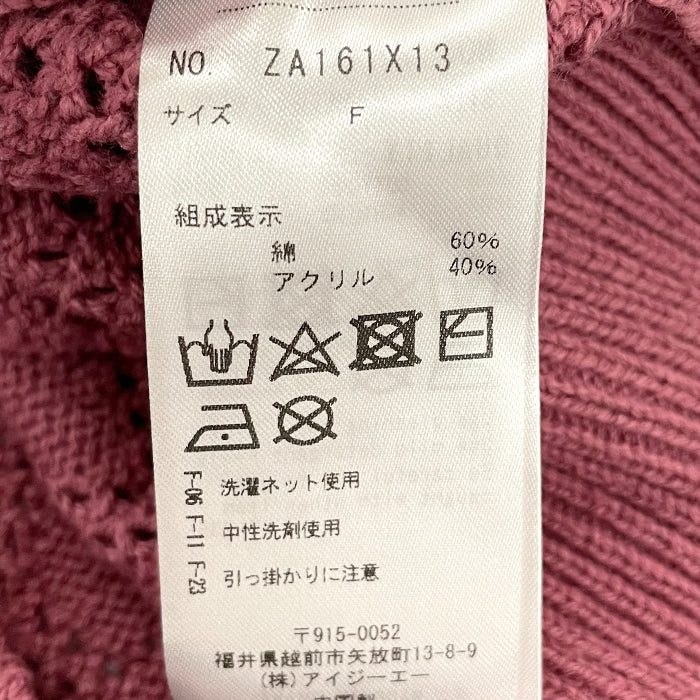 NO. ZA161X13
サイズ F
組成表示
綿 60%
アクリル 40%
F-06 洗濯ネット使用
F-11 中性洗剤使用
F-23 引っ掛かりに注意
〒915-0052
福井県越前市矢放町13-8-9
(株)アイジーエー